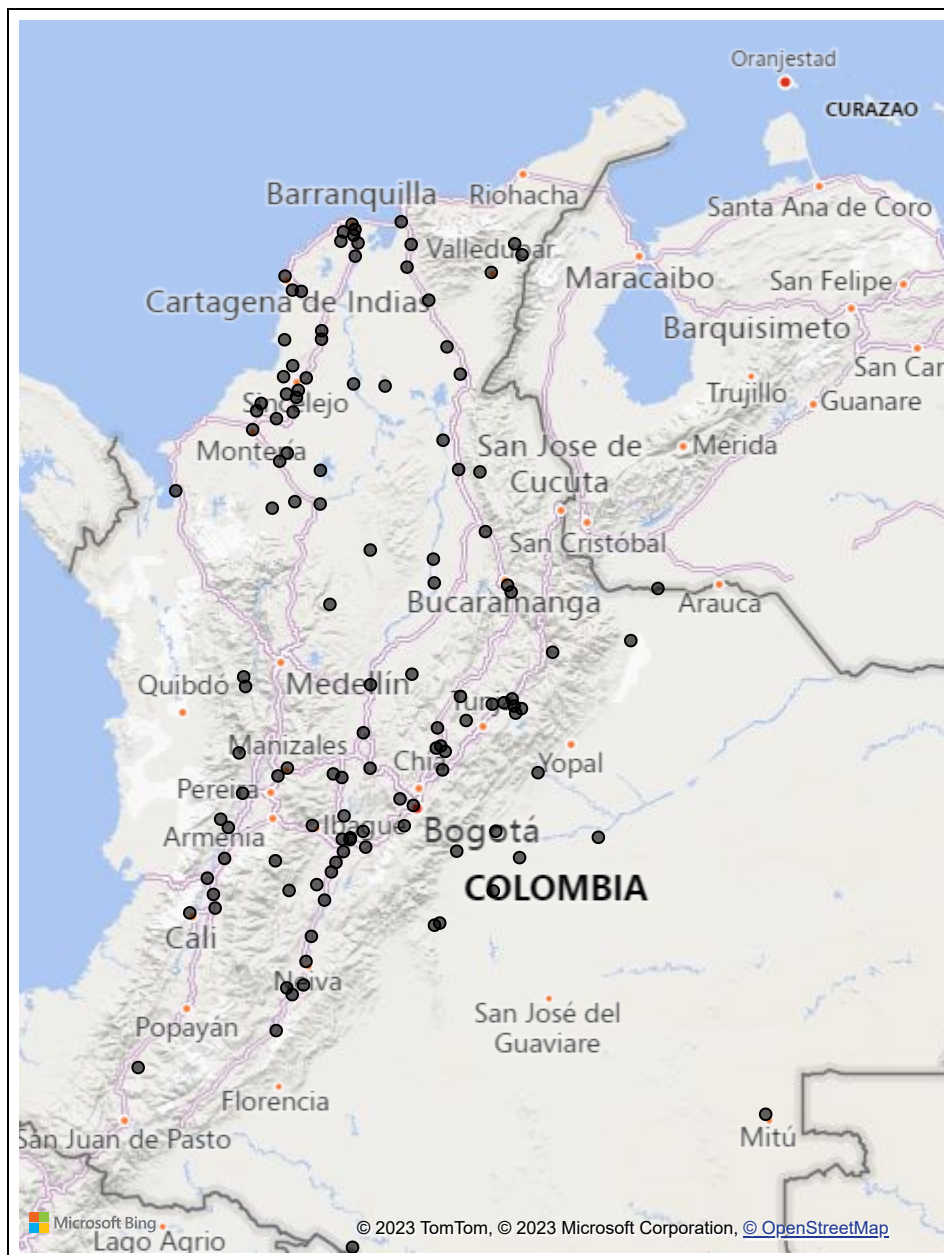 Oranjestad
CURAZAO
Barranquilla
Riohacha
Santa Ana de Coro
Valledupar
Maracaibo
San Felipe
Cartagena de Indias
Barquisimeto
San Car
Trujillo
Guanare
Sincelejo
Montería
San Jose de
Cucuta
Mérida
San Cristóbal
Bucaramanga
Arauca
Quibdó
Medellín
Tunja
Manizales
Chía
Yopal
Pereira
Armenia
Ibagué
Bogotá
COLOMBIA
Cali
Neiva
Popayán
San José del
Guaviare
Florencia
San Juan de Pasto
Mitú
Microsoft Bing
© 2023 TomTom, © 2023 Microsoft Corporation, © OpenStreetMap
Lago Agrio